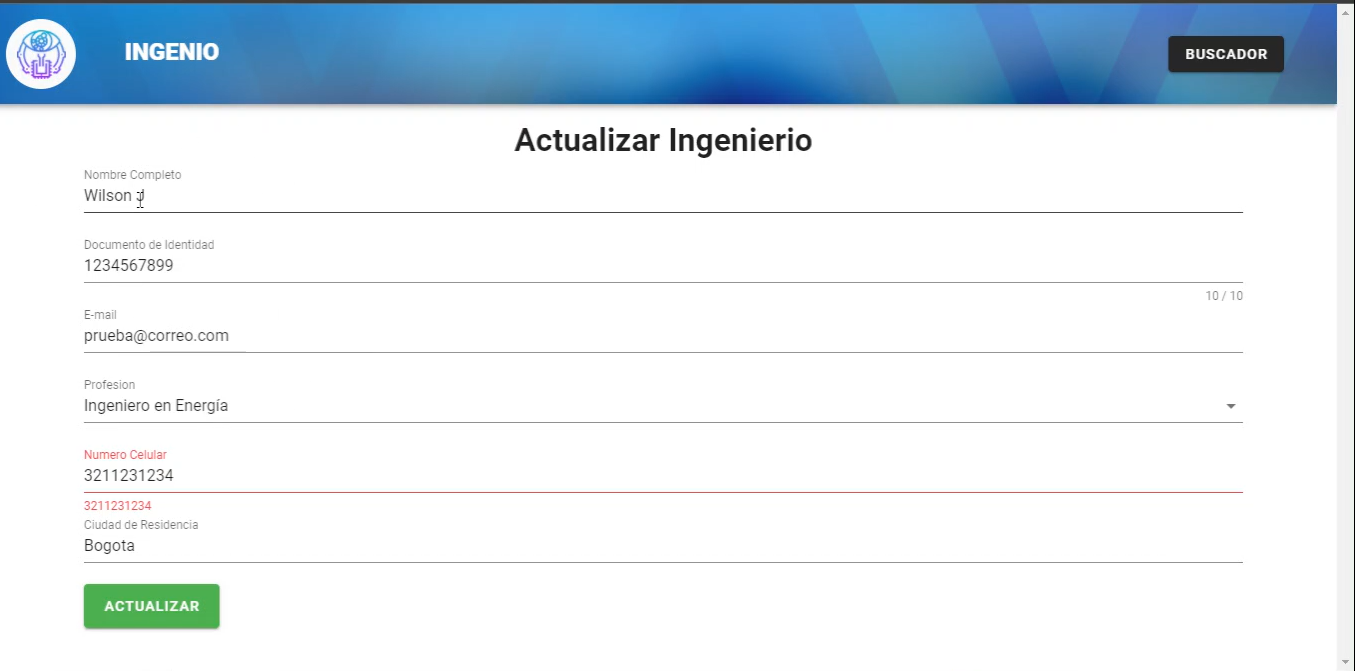 INGENIO
BUSCADOR
Actualizar Ingenierio
Nombre Completo
Wilson J
Documento de Identidad
1234567899
10 / 10
E-mail
prueba@correo.com
Profesion
Ingeniero en Energía
Numero Celular
3211231234
3211231234
Ciudad de Residencia
Bogota
ACTUALIZAR